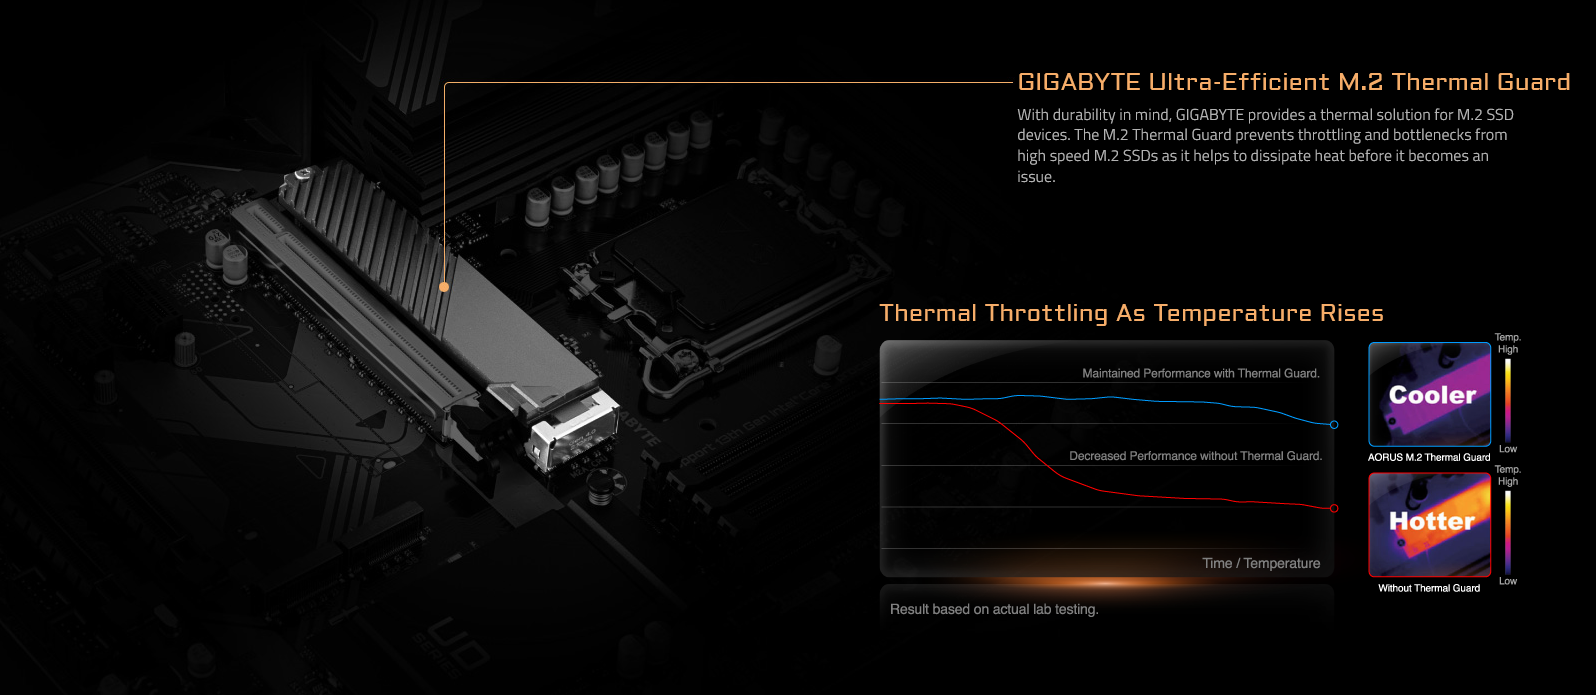 GIGABYTE Ultra-Efficient M.2 Thermal Guard
With durability in mind, GIGABYTE provides a thermal solution for M.2 SSD
devices. The M.2 Thermal Guard prevents throttling and bottlenecks from
high speed M.2 SSDs as it helps to dissipate heat before it becomes an
issue.
Thermal Throttling As Temperature Rises
Maintained Performance with Thermal Guard.
Decreased Performance without Thermal Guard.
Time / Temperature
Result based on actual lab testing.
Temp.
High
Cooler
Low
AORUS M.2 Thermal Guard
Temp.
High
Hotter
Low
Without Thermal Guard
UD
SERIES